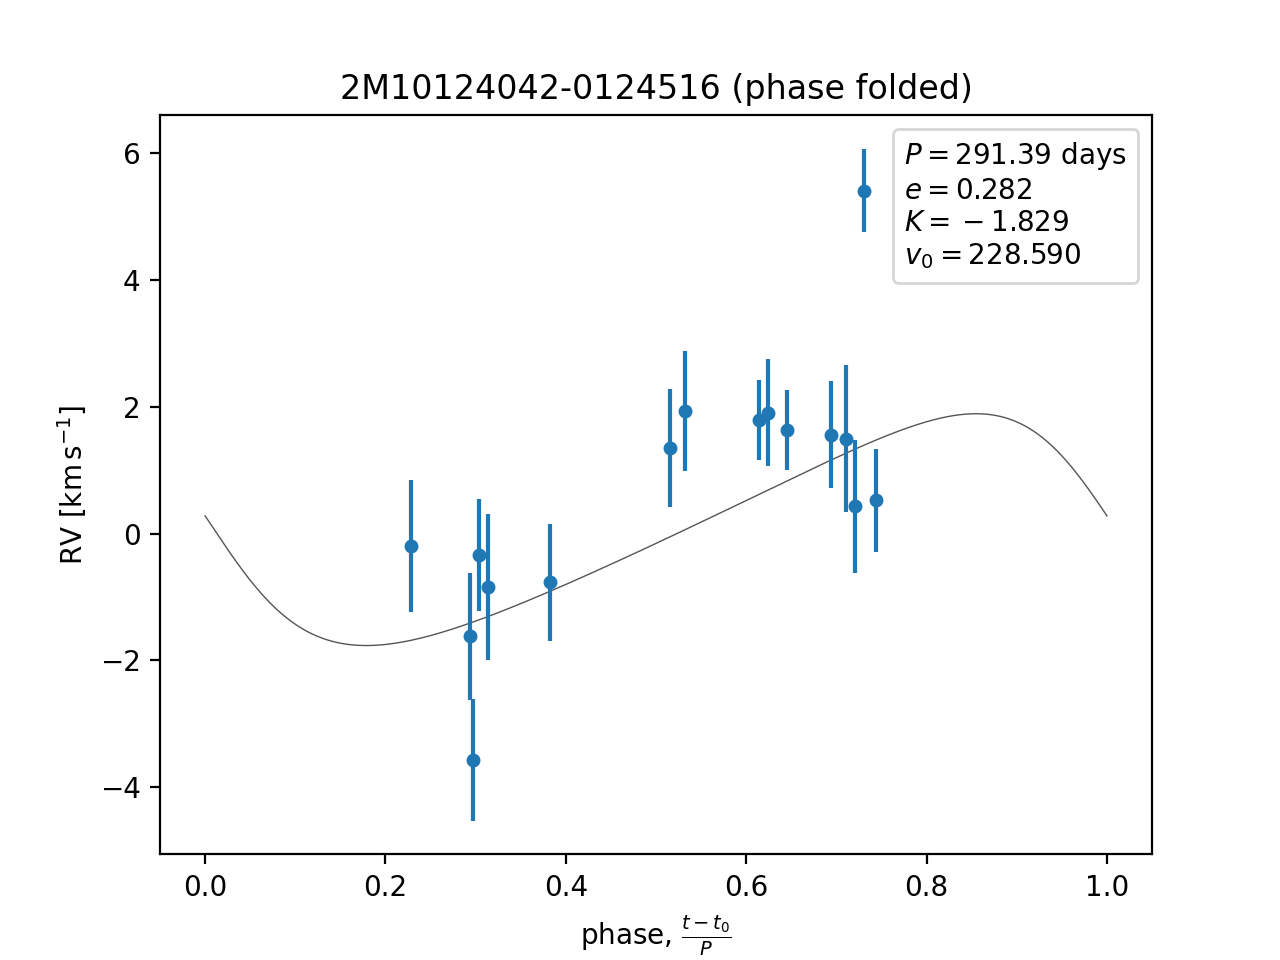 2M10124042-0124516 (phase folded)
P = 291.39 days
e = 0.282
K = −1.829
v₀ = 228.590
RV [km s⁻¹]
6
4
2
0
−2
−4
0.0 0.2 0.4 0.6 0.8 1.0
phase, (t − t₀)/P